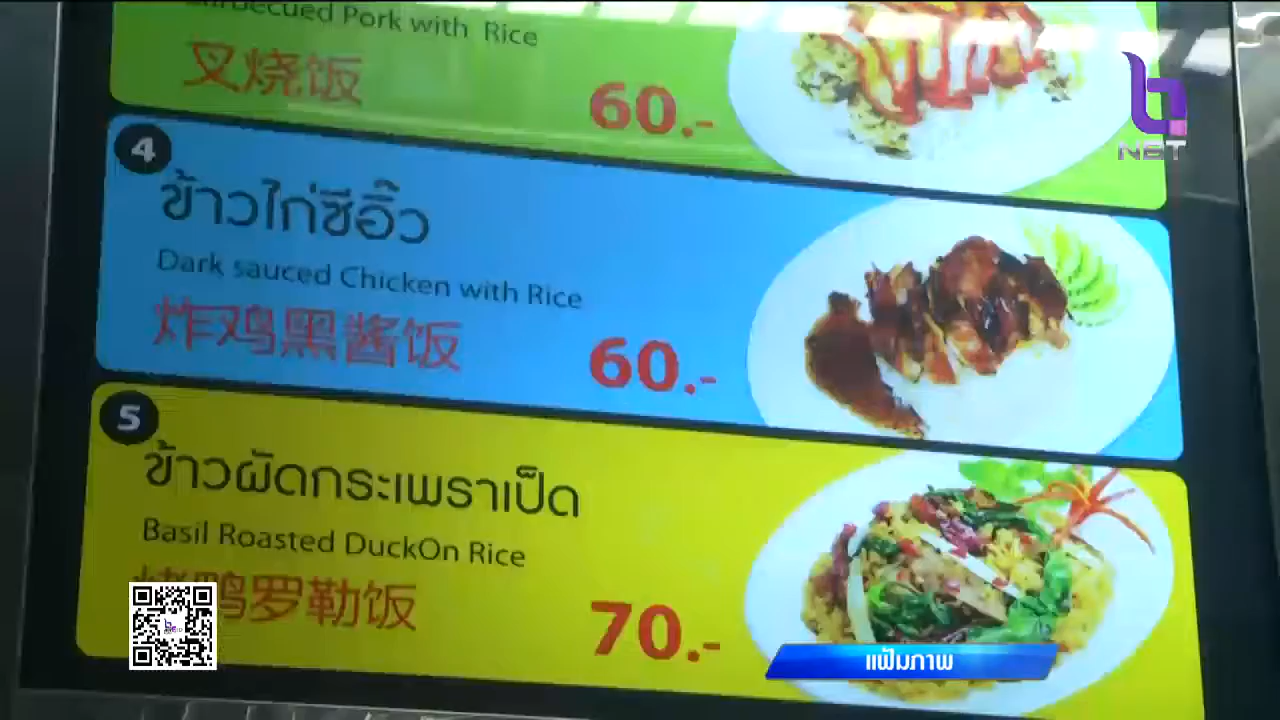 Pork with Rice
叉烧饭
60.-
4
ข้าวไก่ซีอิ๊ว
Dark sauced Chicken with Rice
炸鸡黑酱饭
60.-
5
ข้าวผัดกระเพราเป็ด
Basil Roasted DuckOn Rice
鸭罗勒饭
70.-
NET
แฟ้มภาพ